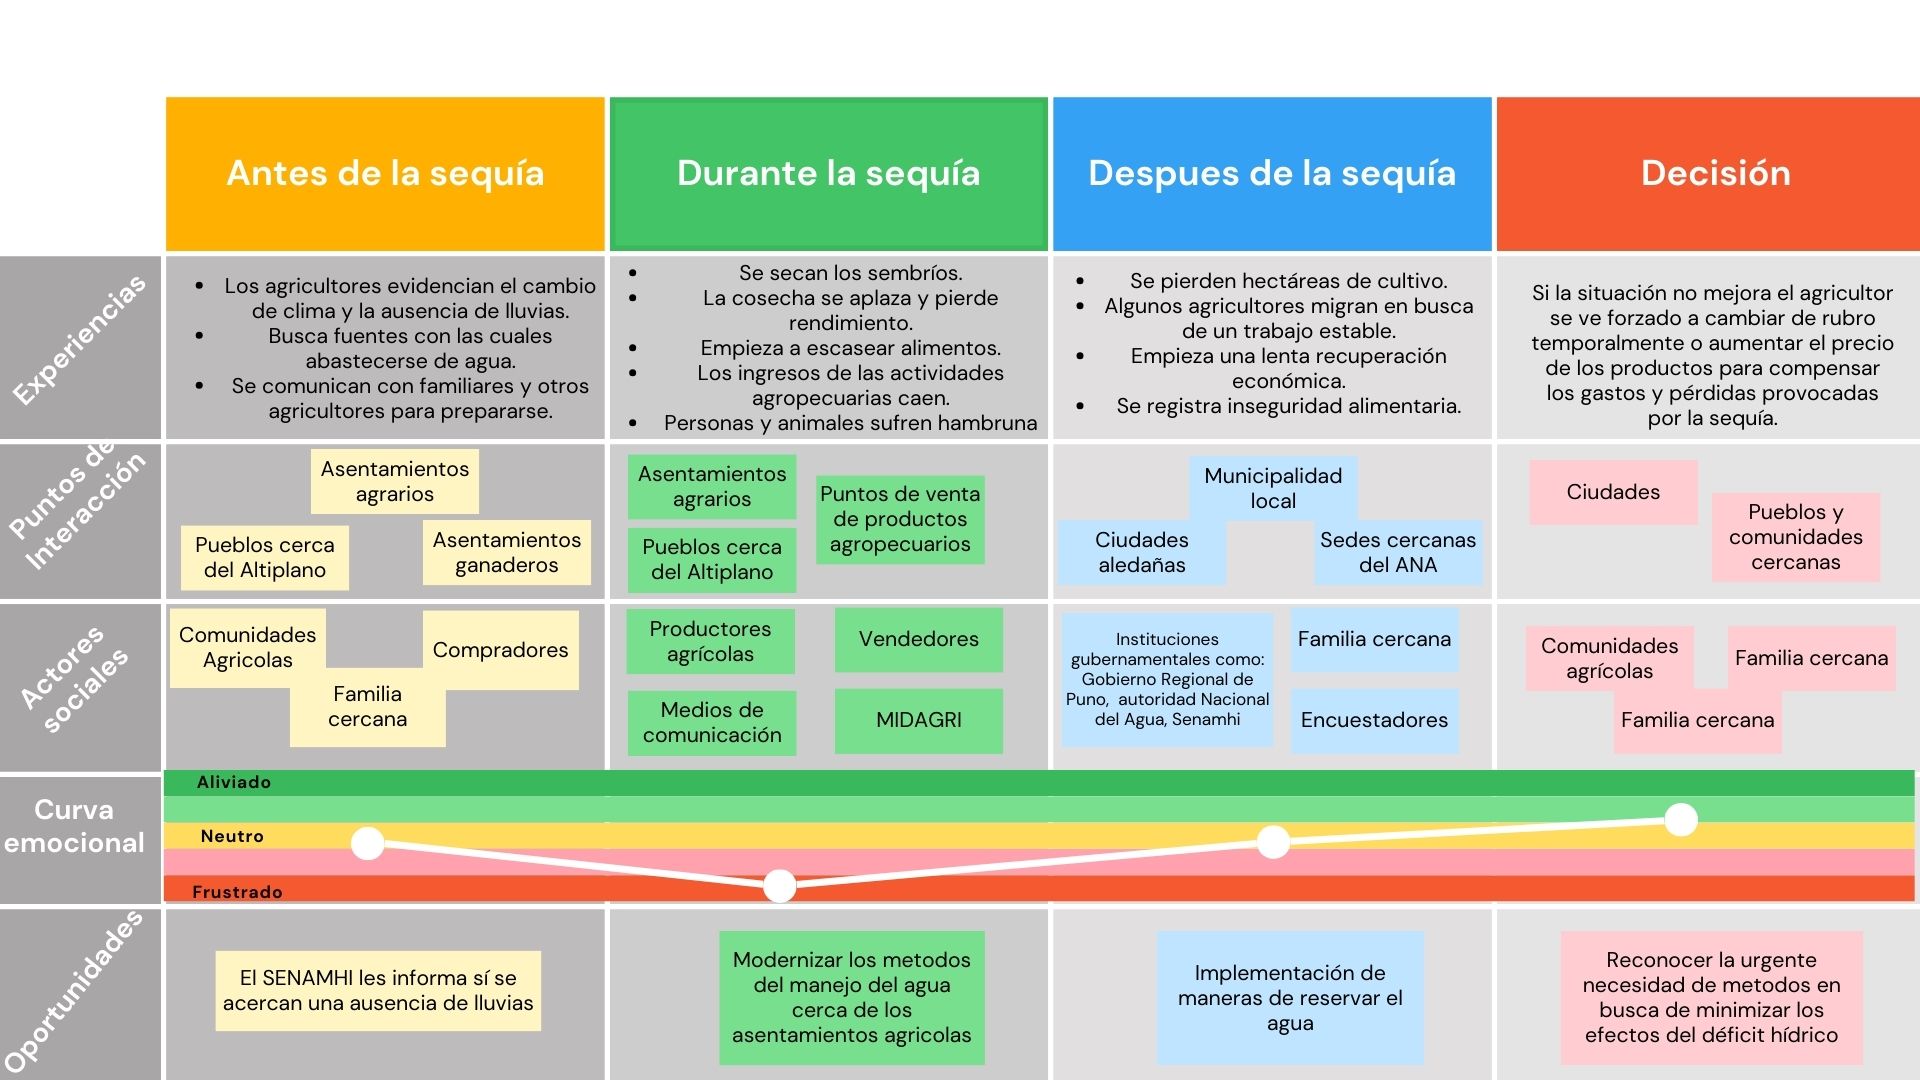 Antes de la sequía
Durante la sequía
Despues de la sequía
Decisión
Experiencias
• Los agricultores evidencian el cambio
de clima y la ausencia de lluvias.
• Busca fuentes con las cuales
abastecerse de agua.
• Se comunican con familiares y otros
agricultores para prepararse.
• Se secan los sembríos.
• La cosecha se aplaza y pierde
rendimiento.
• Empieza a escasear alimentos.
• Los ingresos de las actividades
agropecuarias caen.
• Personas y animales sufren hambruna
• Se pierden hectáreas de cultivo.
• Algunos agricultores migran en busca
de un trabajo estable.
• Empieza una lenta recuperación
económica.
• Se registra inseguridad alimentaria.
Si la situación no mejora el agricultor
se ve forzado a cambiar de rubro
temporalmente o aumentar el precio
de los productos para compensar
los gastos y pérdidas provocadas
por la sequía.
Puntos de
Interacción
Asentamientos
agrarios
Pueblos cerca
del Altiplano
Asentamientos
ganaderos
Asentamientos
agrarios
Puntos de venta
de productos
agropecuarios
Pueblos cerca
del Altiplano
Municipalidad
local
Ciudades
aledañas
Sedes cercanas
del ANA
Ciudades
Pueblos y
comunidades
cercanas
Actores
sociales
Comunidades
Agricolas
Compradores
Familia
cercana
Productores
agrícolas
Vendedores
Medios de
comunicación
MIDAGRI
Instituciones
gubernamentales como:
Gobierno Regional de
Puno, autoridad Nacional
del Agua, Senamhi
Familia cercana
Encuestadores
Comunidades
agrícolas
Familia cercana
Familia cercana
Curva
emocional
Aliviado
Neutro
Frustrado
Oportunidades
El SENAMHI les informa sí se
acercan una ausencia de lluvias
Modernizar los metodos
del manejo del agua
cerca de los
asentamientos agricolas
Implementación de
maneras de reservar el
agua
Reconocer la urgente
necesidad de metodos en
busca de minimizar los
efectos del déficit hídrico